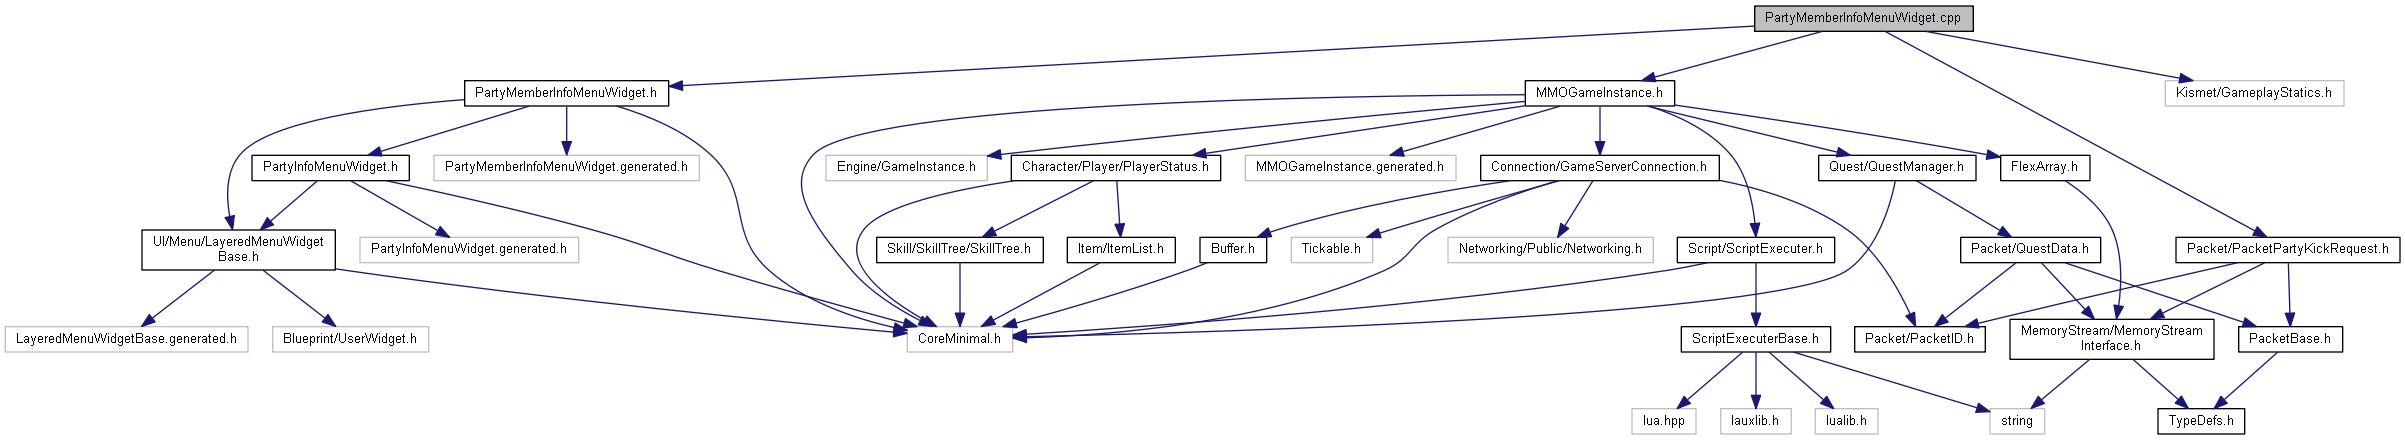 PartyMemberInfoMenuWidget.cpp
PartyMemberInfoMenuWidget.h
MMOGameInstance.h
Kismet/GameplayStatics.h
PartyInfoMenuWidget.h
PartyMemberInfoMenuWidget.generated.h
Engine/GameInstance.h
Character/Player/PlayerStatus.h
MMOGameInstance.generated.h
Connection/GameServerConnection.h
Quest/QuestManager.h
FlexArray.h
UI/Menu/LayeredMenuWidget
Base.h
PartyInfoMenuWidget.generated.h
Skill/SkillTree/SkillTree.h
Item/ItemList.h
Buffer.h
Tickable.h
Networking/Public/Networking.h
Script/ScriptExecuter.h
Packet/QuestData.h
Packet/PacketPartyKickRequest.h
LayeredMenuWidgetBase.generated.h
Blueprint/UserWidget.h
CoreMinimal.h
ScriptExecuterBase.h
Packet/PacketID.h
MemoryStream/MemoryStream
Interface.h
PacketBase.h
lua.hpp
lauxlib.h
lualib.h
string
TypeDefs.h